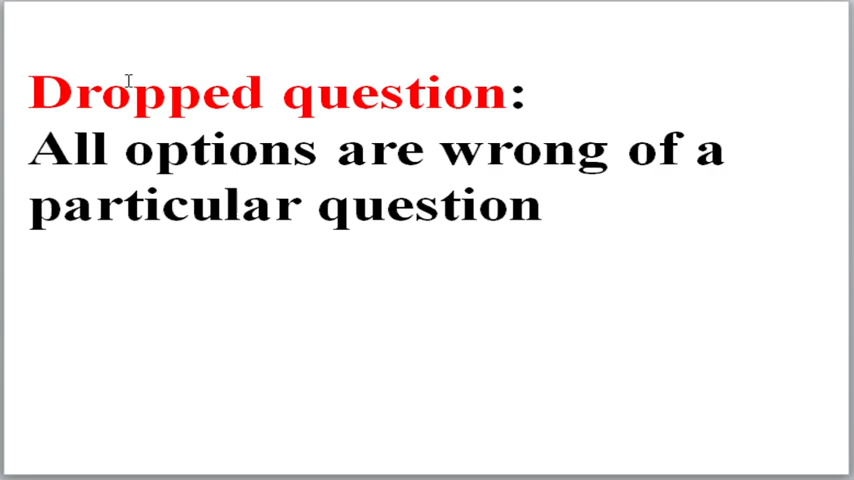 Dropped question:
All options are wrong of a
particular question